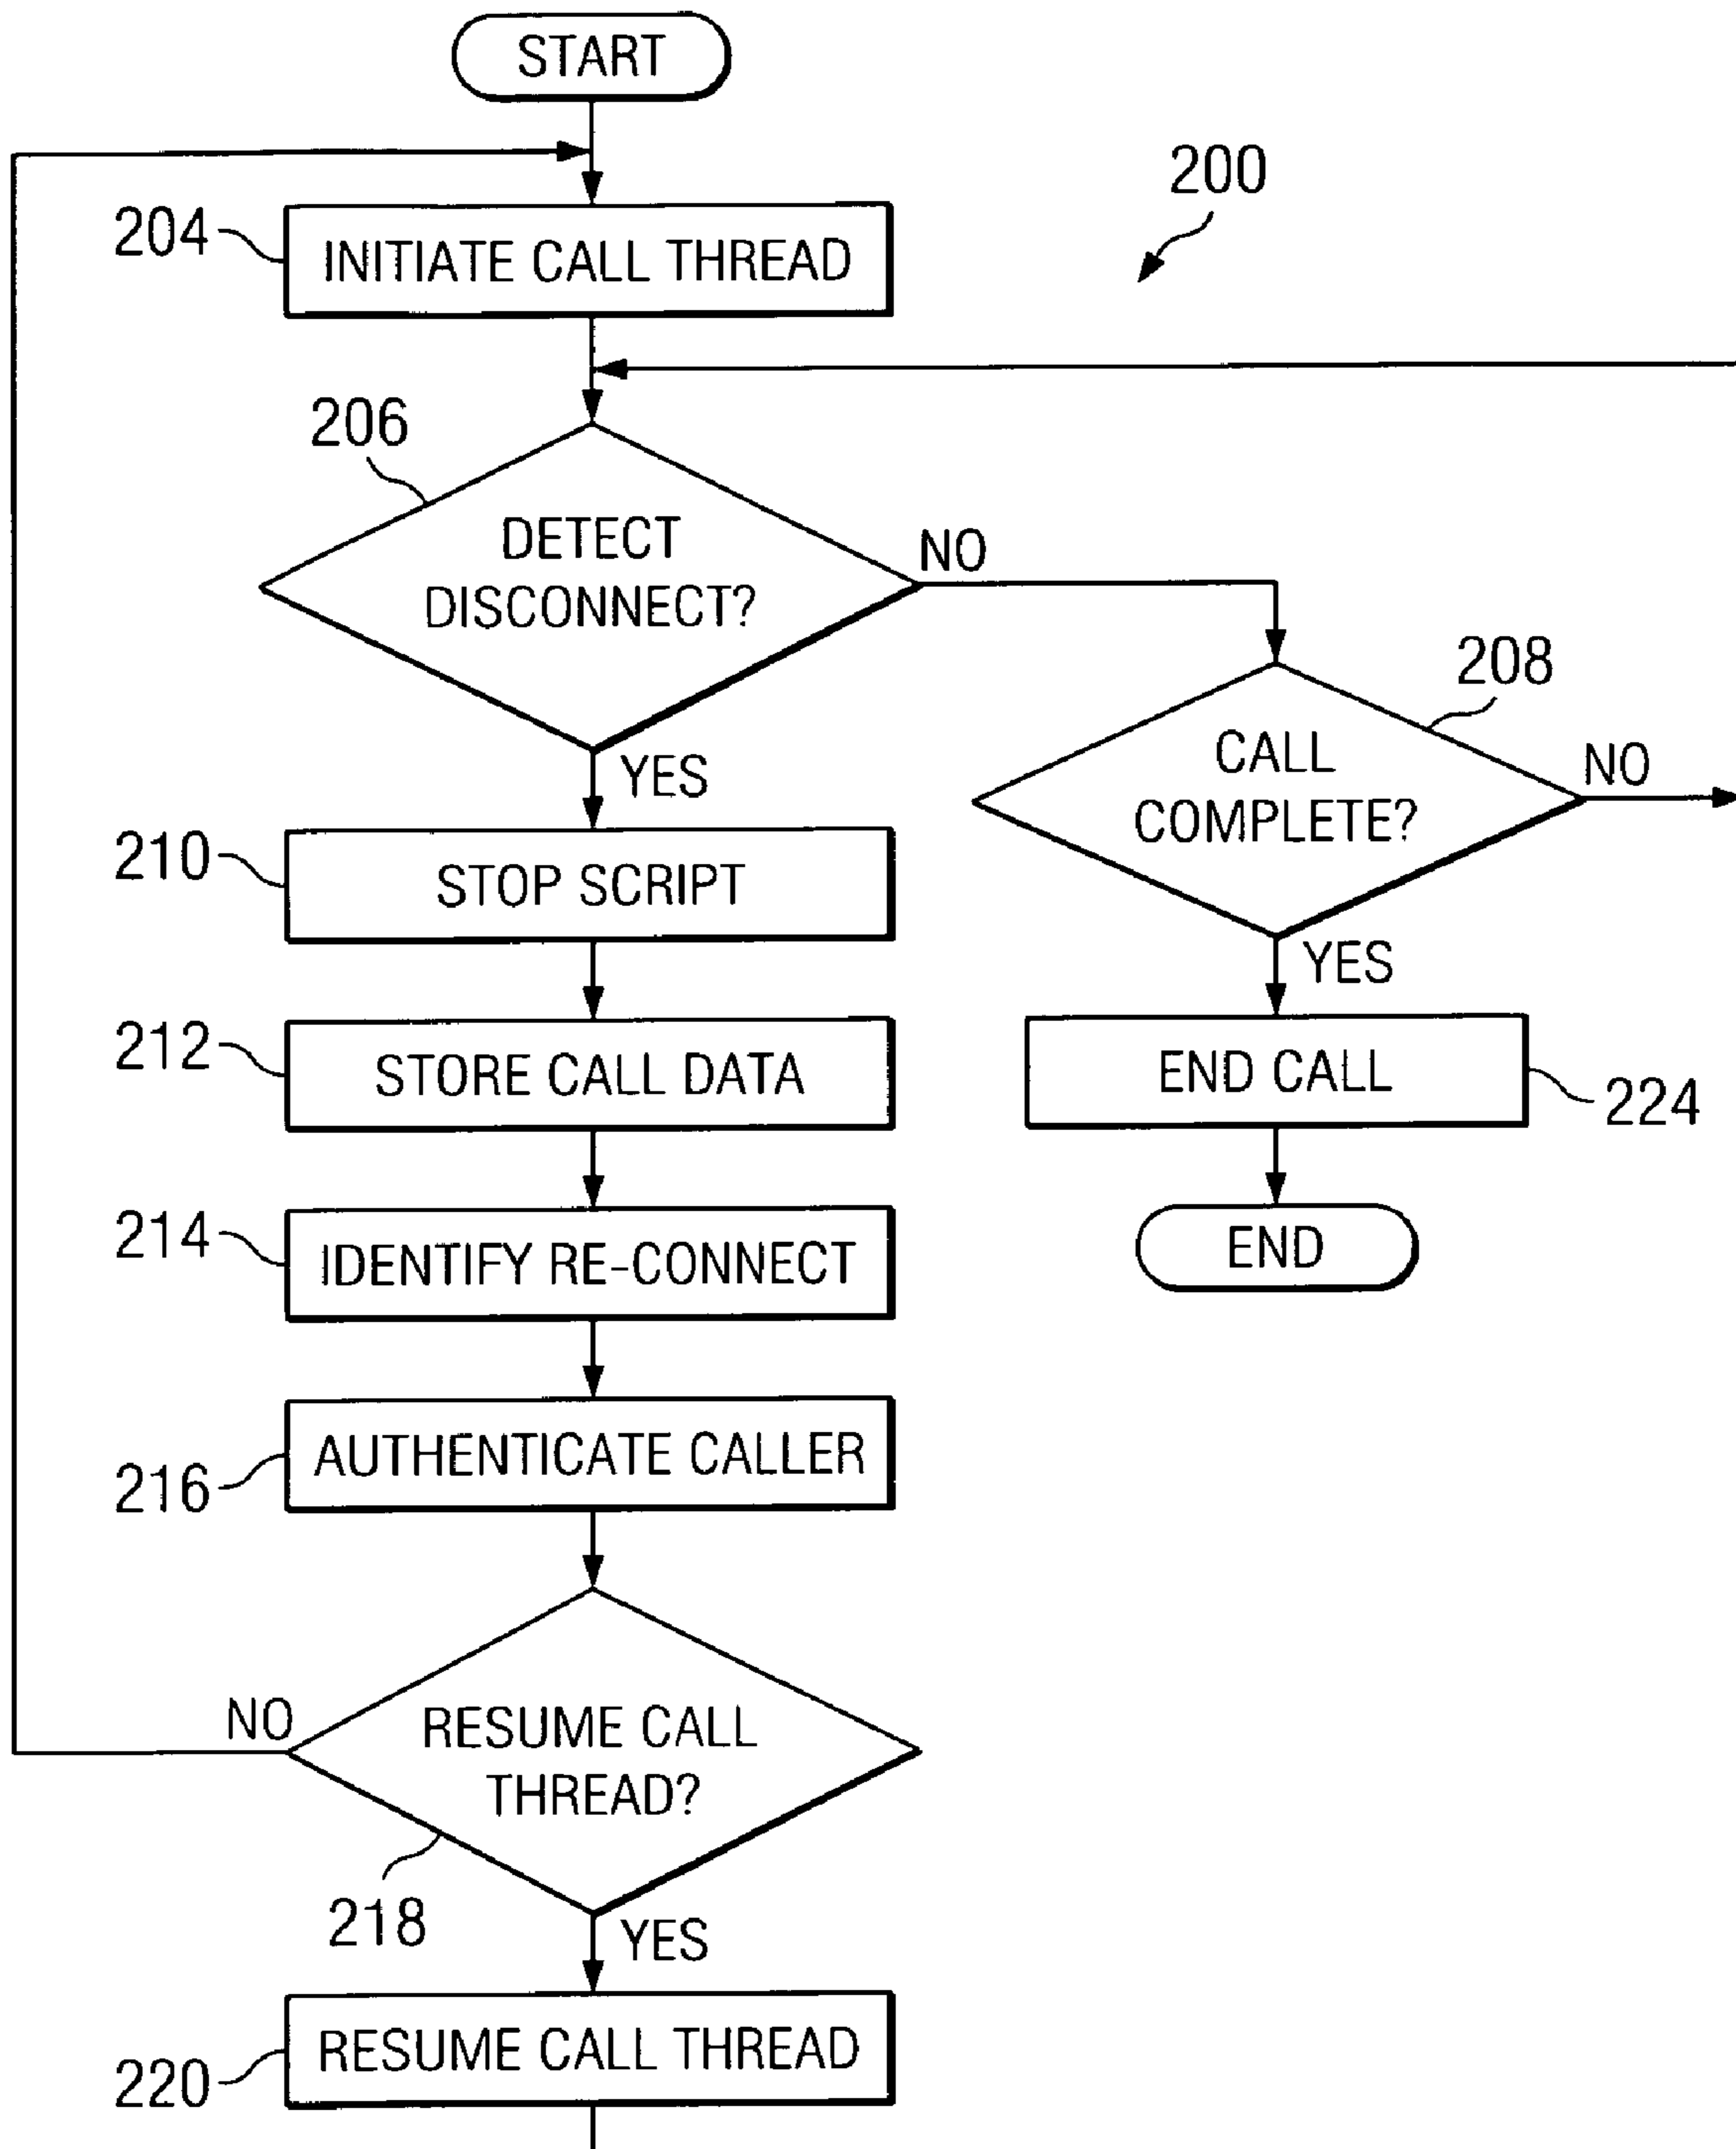 START
200
204
INITIATE CALL THREAD
206
DETECT
DISCONNECT?
NO
YES
208
CALL
COMPLETE?
NO
YES
210
STOP SCRIPT
212
STORE CALL DATA
END CALL
224
214
IDENTIFY RE-CONNECT
END
216
AUTHENTICATE CALLER
NO
RESUME CALL
THREAD?
218
YES
RESUME CALL THREAD
220